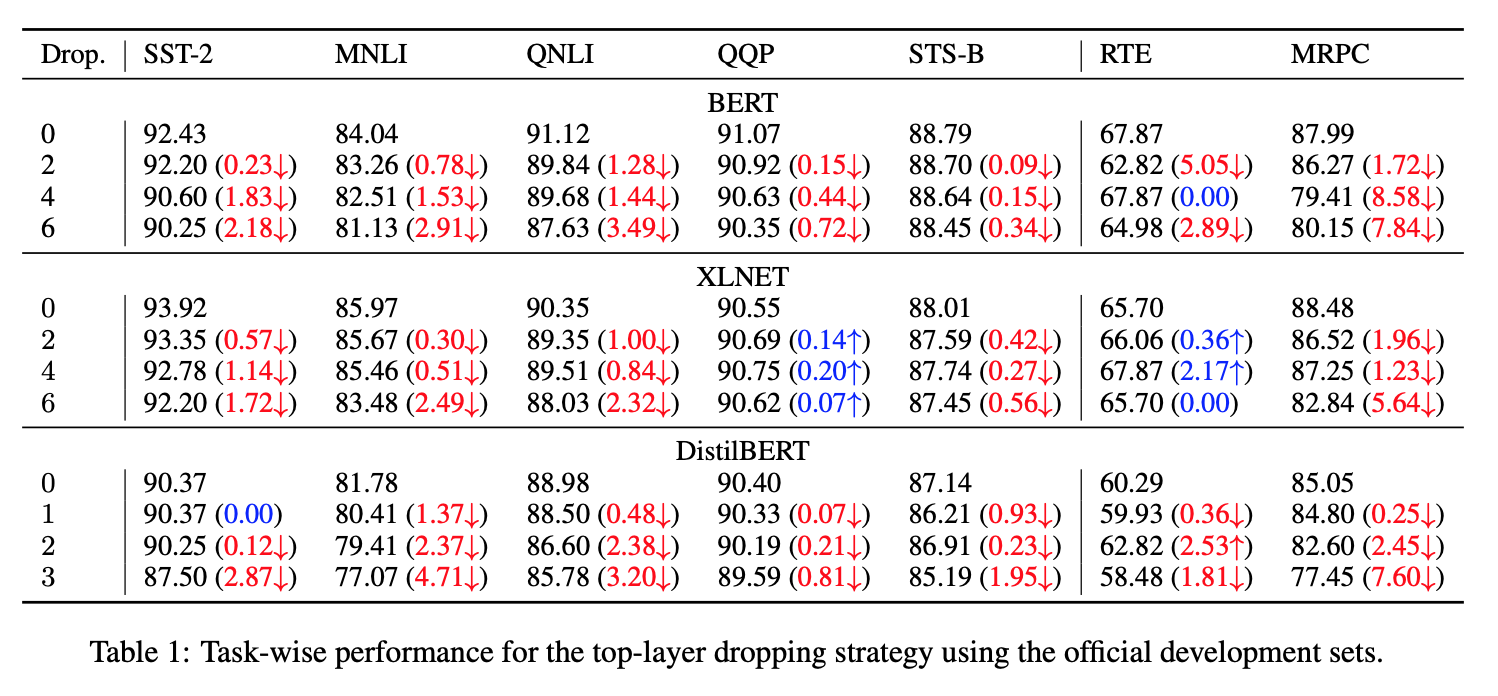 Drop. SST-2 MNLI QNLI QQP STS-B RTE MRPC
BERT
0 92.43 84.04 91.12 91.07 88.79 67.87 87.99
2 92.20 (0.23↓) 83.26 (0.78↓) 89.84 (1.28↓) 90.92 (0.15↓) 88.70 (0.09↓) 62.82 (5.05↓) 86.27 (1.72↓)
4 90.60 (1.83↓) 82.51 (1.53↓) 89.68 (1.44↓) 90.63 (0.44↓) 88.64 (0.15↓) 67.87 (0.00) 79.41 (8.58↓)
6 90.25 (2.18↓) 81.13 (2.91↓) 87.63 (3.49↓) 90.35 (0.72↓) 88.45 (0.34↓) 64.98 (2.89↓) 80.15 (7.84↓)
XLNET
0 93.92 85.97 90.35 90.55 88.01 65.70 88.48
2 93.35 (0.57↓) 85.67 (0.30↓) 89.35 (1.00↓) 90.69 (0.14↑) 87.59 (0.42↓) 66.06 (0.36↑) 86.52 (1.96↓)
4 92.78 (1.14↓) 85.46 (0.51↓) 89.51 (0.84↓) 90.75 (0.20↑) 87.74 (0.27↓) 67.87 (2.17↑) 87.25 (1.23↓)
6 92.20 (1.72↓) 83.48 (2.49↓) 88.03 (2.32↓) 90.62 (0.07↑) 87.45 (0.56↓) 65.70 (0.00) 82.84 (5.64↓)
DistilBERT
0 90.37 81.78 88.98 90.40 87.14 60.29 85.05
1 90.37 (0.00) 80.41 (1.37↓) 88.50 (0.48↓) 90.33 (0.07↓) 86.21 (0.93↓) 59.93 (0.36↓) 84.80 (0.25↓)
2 90.25 (0.12↓) 79.41 (2.37↓) 86.60 (2.38↓) 90.19 (0.21↓) 86.91 (0.23↓) 62.82 (2.53↑) 82.60 (2.45↓)
3 87.50 (2.87↓) 77.07 (4.71↓) 85.78 (3.20↓) 89.59 (0.81↓) 85.19 (1.95↓) 58.48 (1.81↓) 77.45 (7.60↓)
Table 1: Task-wise performance for the top-layer dropping strategy using the official development sets.